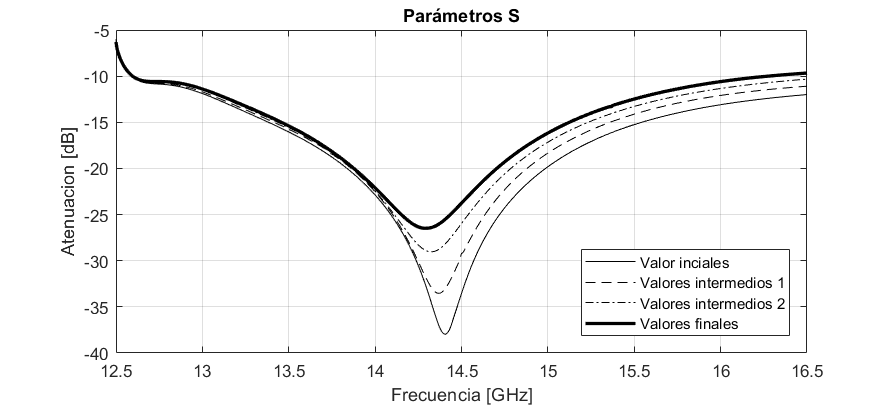 Parámetros S
-5
-10
-15
-20
-25
-30
-35
-40
Atenuacion [dB]
Valor inciales
Valores intermedios 1
Valores intermedios 2
Valores finales
12.5 13 13.5 14 14.5 15 15.5 16 16.5
Frecuencia [GHz]